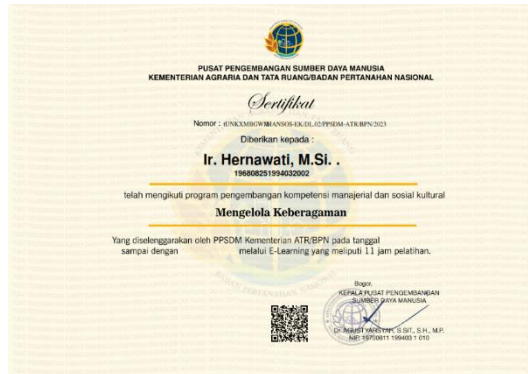 PUSAT PENGEMBANGAN SUMBER DAYA MANUSIA
KEMENTERIAN AGRARIA DAN TATA RUANG/BADAN PERTANAHAN NASIONAL
Sertifikat
Nomor :
Diberikan kepada :
Ir. Hernawati, M.Si. .
196808251994032002
telah mengikuti program pengembangan kompetensi manajerial dan sosial kultural
Mengelola Keberagaman
Yang diselenggarakan oleh PPSDM Kementerian ATR/BPN pada tanggal
sampai dengan melalui E-Learning yang meliputi 11 jam pelatihan.
Bogor,
KEPALA PUSAT PENGEMBANGAN
SUMBER DAYA MANUSIA
S.SIT., S.H., M.P.